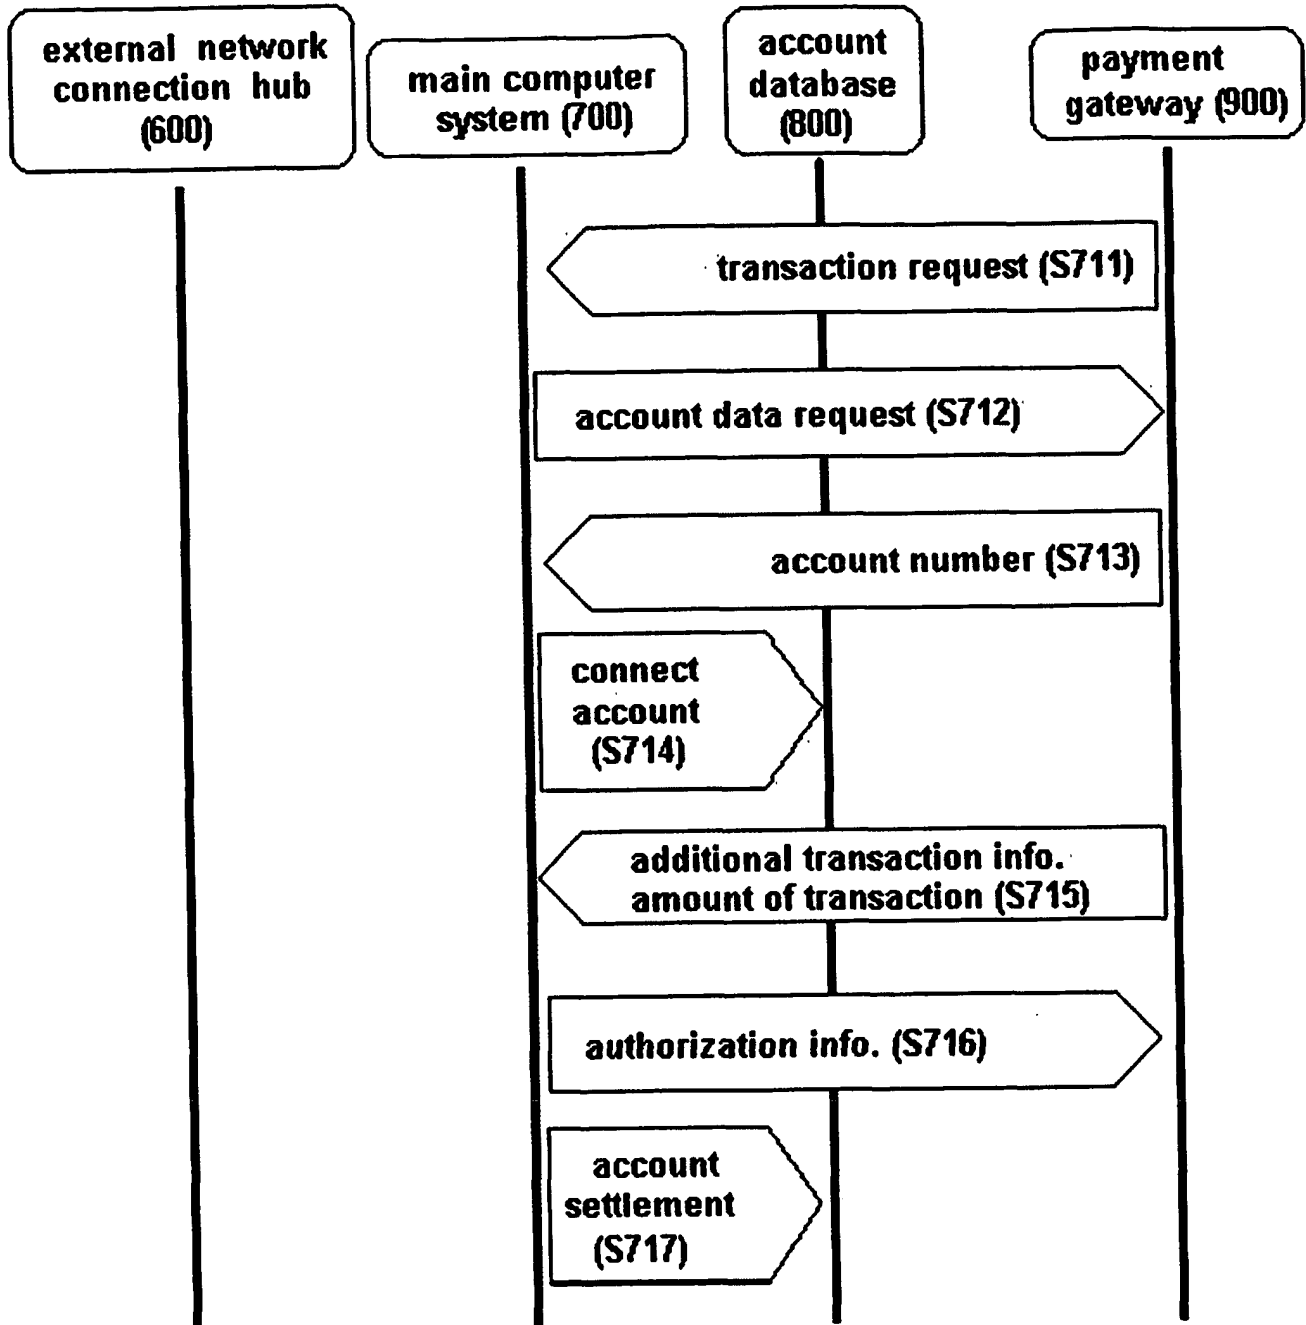 external network
connection hub
(600)
main computer
system (700)
account
database
(800)
payment
gateway (900)
transaction request (S711)
account data request (S712)
account number (S713)
connect
account
(S714)
additional transaction info.
amount of transaction (S715)
authorization info. (S716)
account
settlement
(S717)